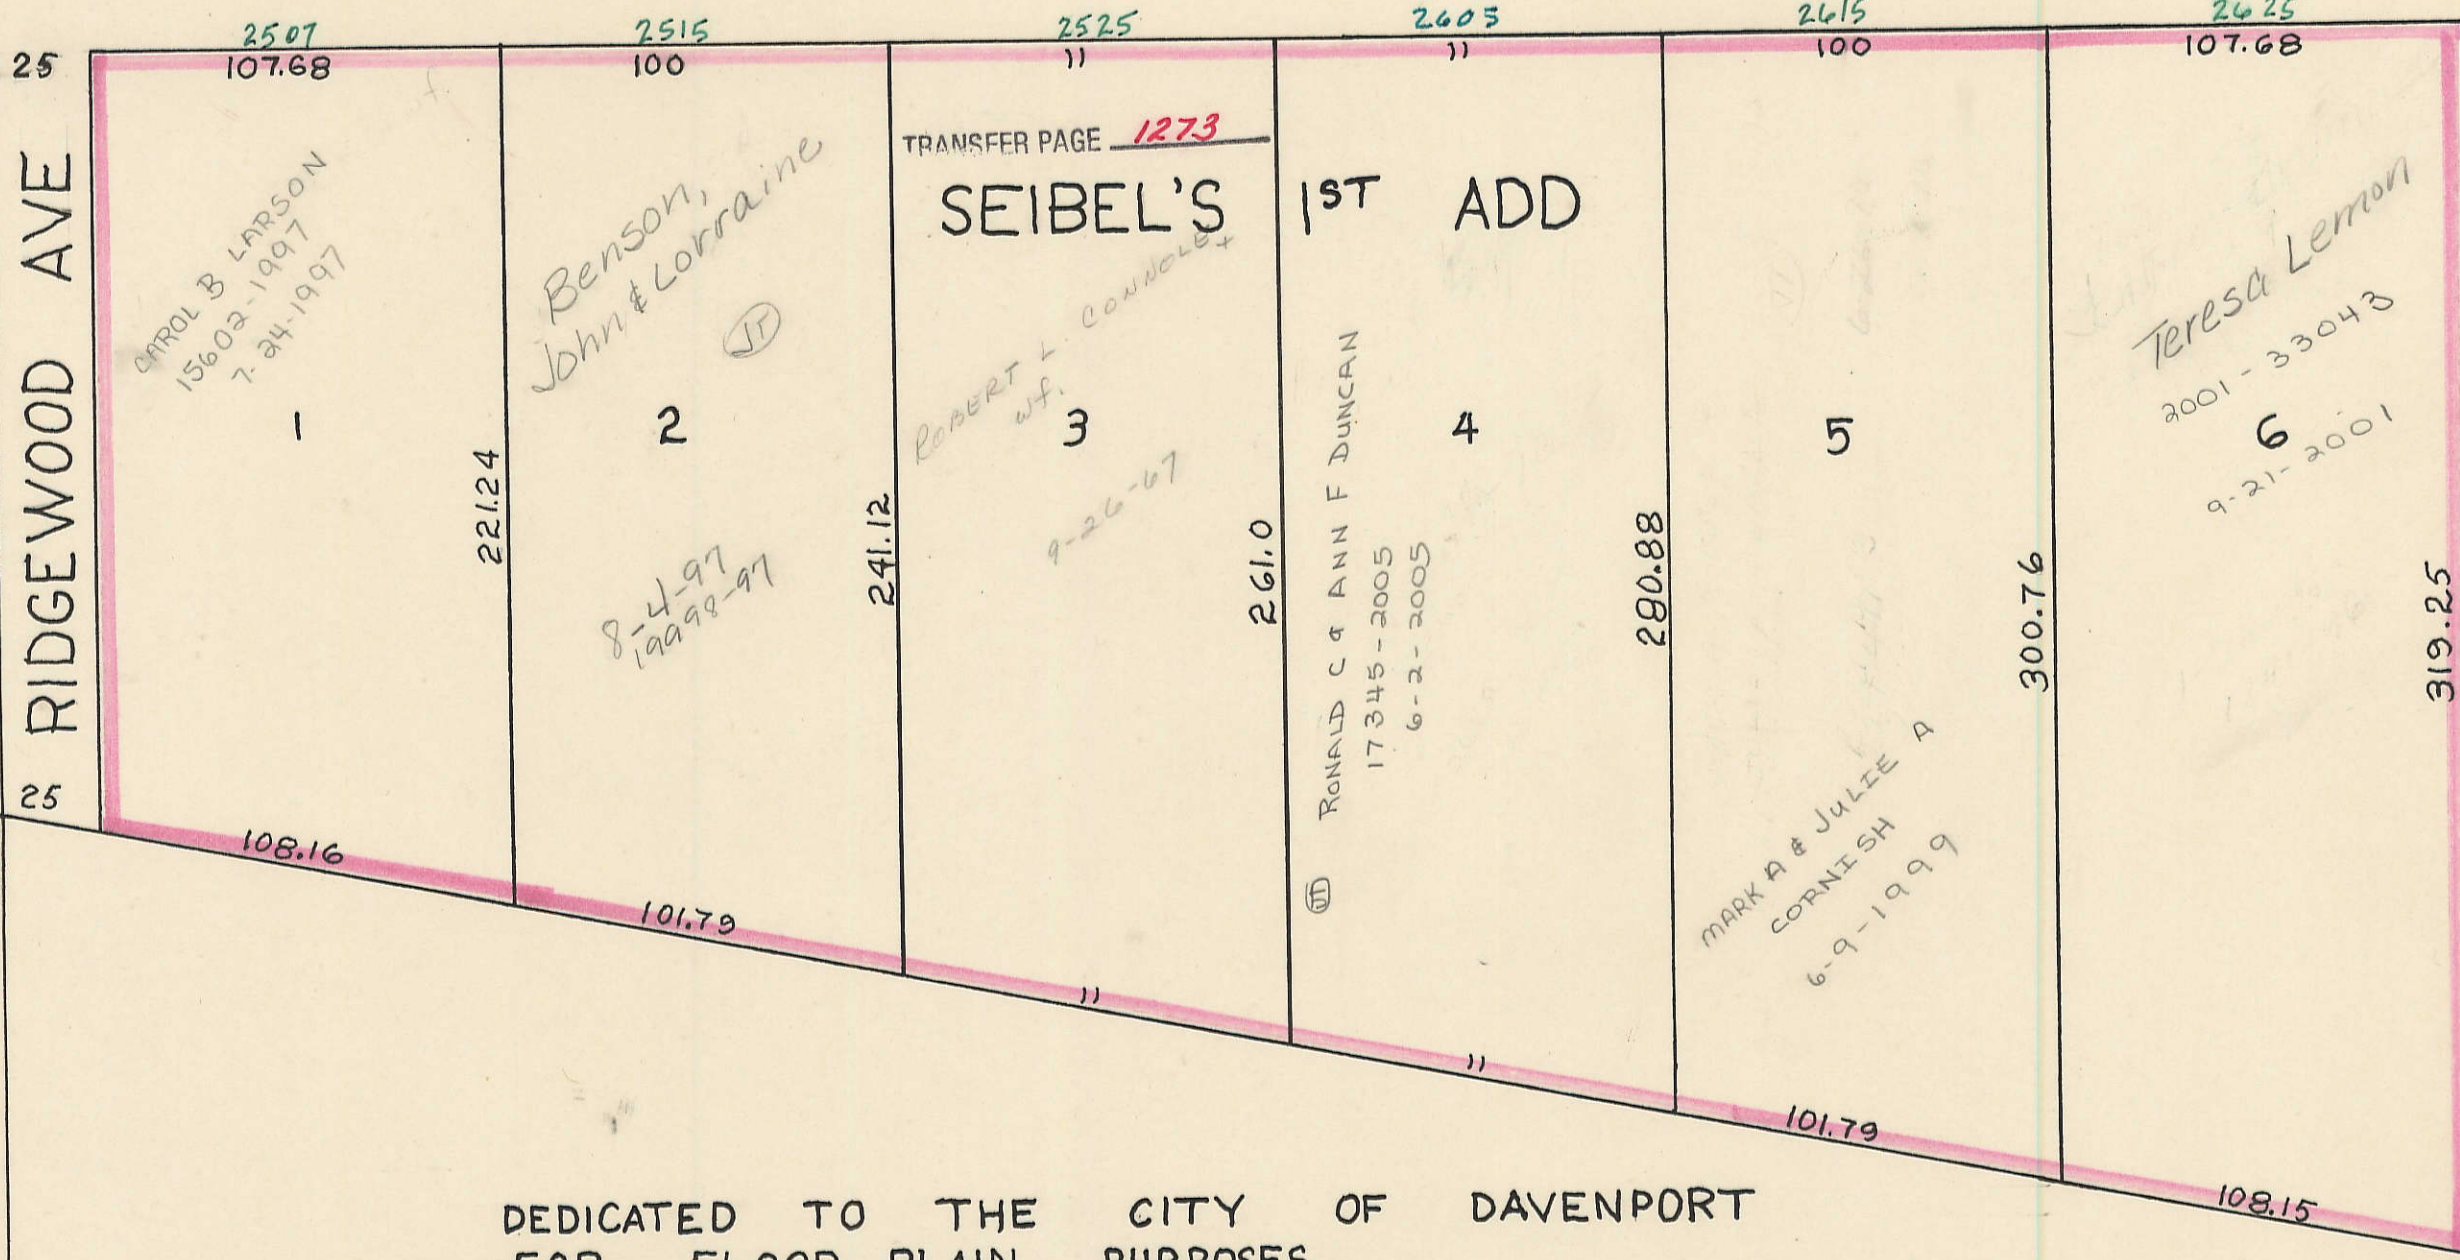 2507 2515 2525 2605 2615 2625
25 107.68 100 " " 100 107.68
TRANSFER PAGE 1273
SEIBEL'S 1ST ADD
RIDGEWOOD AVE
25
CAROL B LARSON
15602-1997
7-24-1997
1
221.24
Benson,
John & Lorraine
JT
2
8-4-97
19998-97
241.12
ROBERT L. CONNOLE +
wf.
3
9-26-67
261.0
RONALD C & ANN F DUNCAN
17345-2005
6-2-2005
JT
4
280.88
5
MARK A & JULIE A
CORNISH
6-9-1999
300.76
Teresa Lemon
2001-33043
6
9-21-2001
319.25
108.16
101.79
"
"
101.79
108.15
DEDICATED TO THE CITY OF DAVENPORT
FOR FLOOD PLAIN PURPOSES